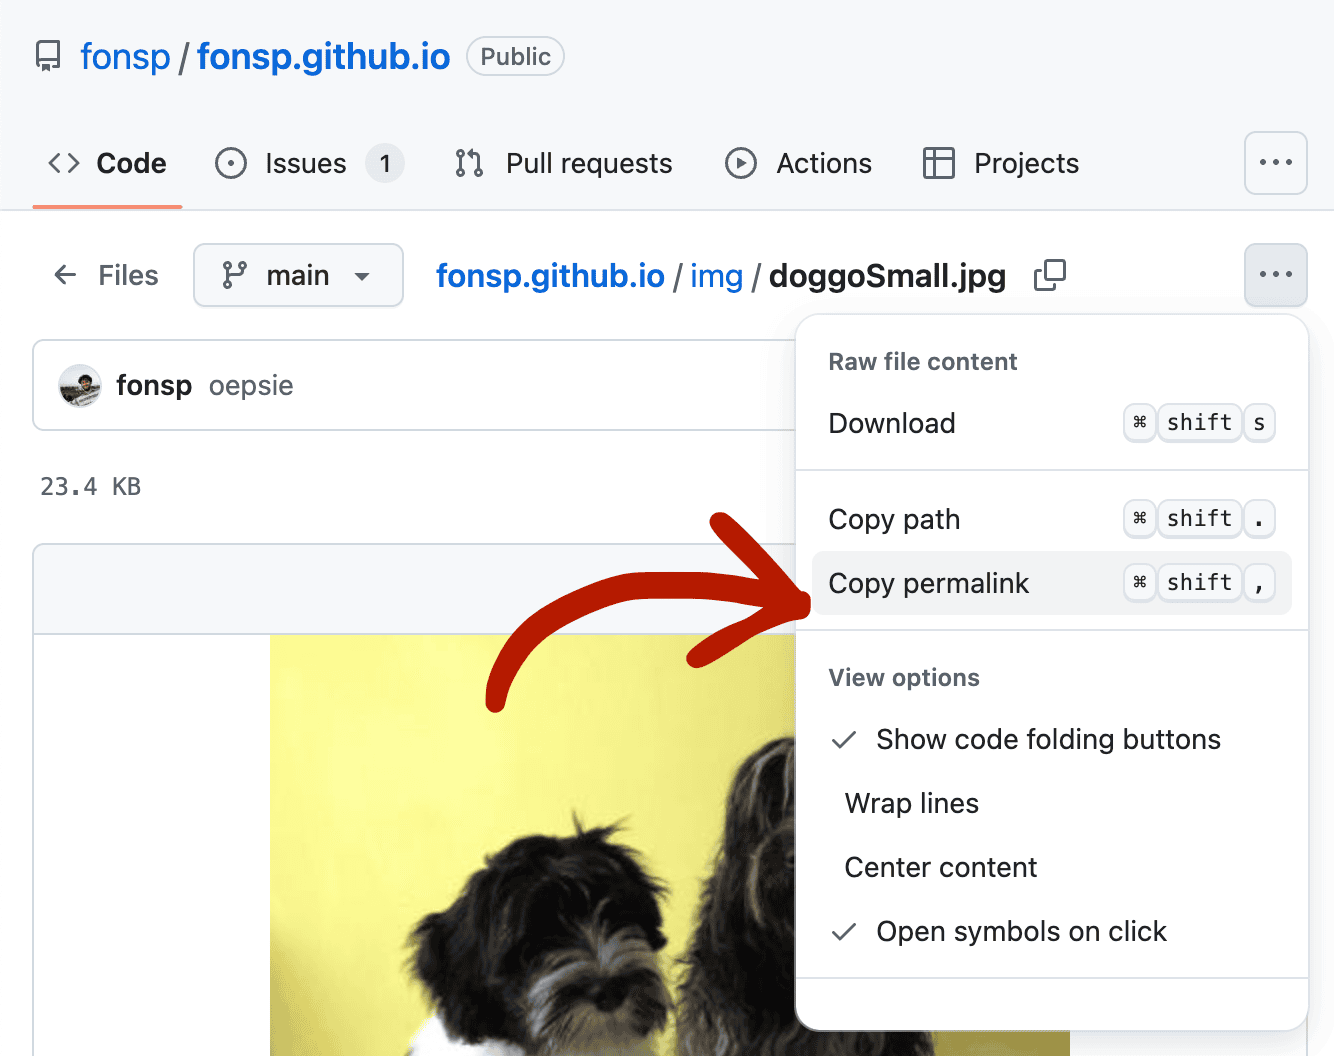 fonsp / fonsp.github.io Public
Code Issues 1 Pull requests Actions Projects
Files main fonsp.github.io / img / doggoSmall.jpg
fonsp oepsie
23.4 KB
Raw file content
Download ⌘ shift s
Copy path ⌘ shift .
Copy permalink ⌘ shift ,
View options
Show code folding buttons
Wrap lines
Center content
Open symbols on click